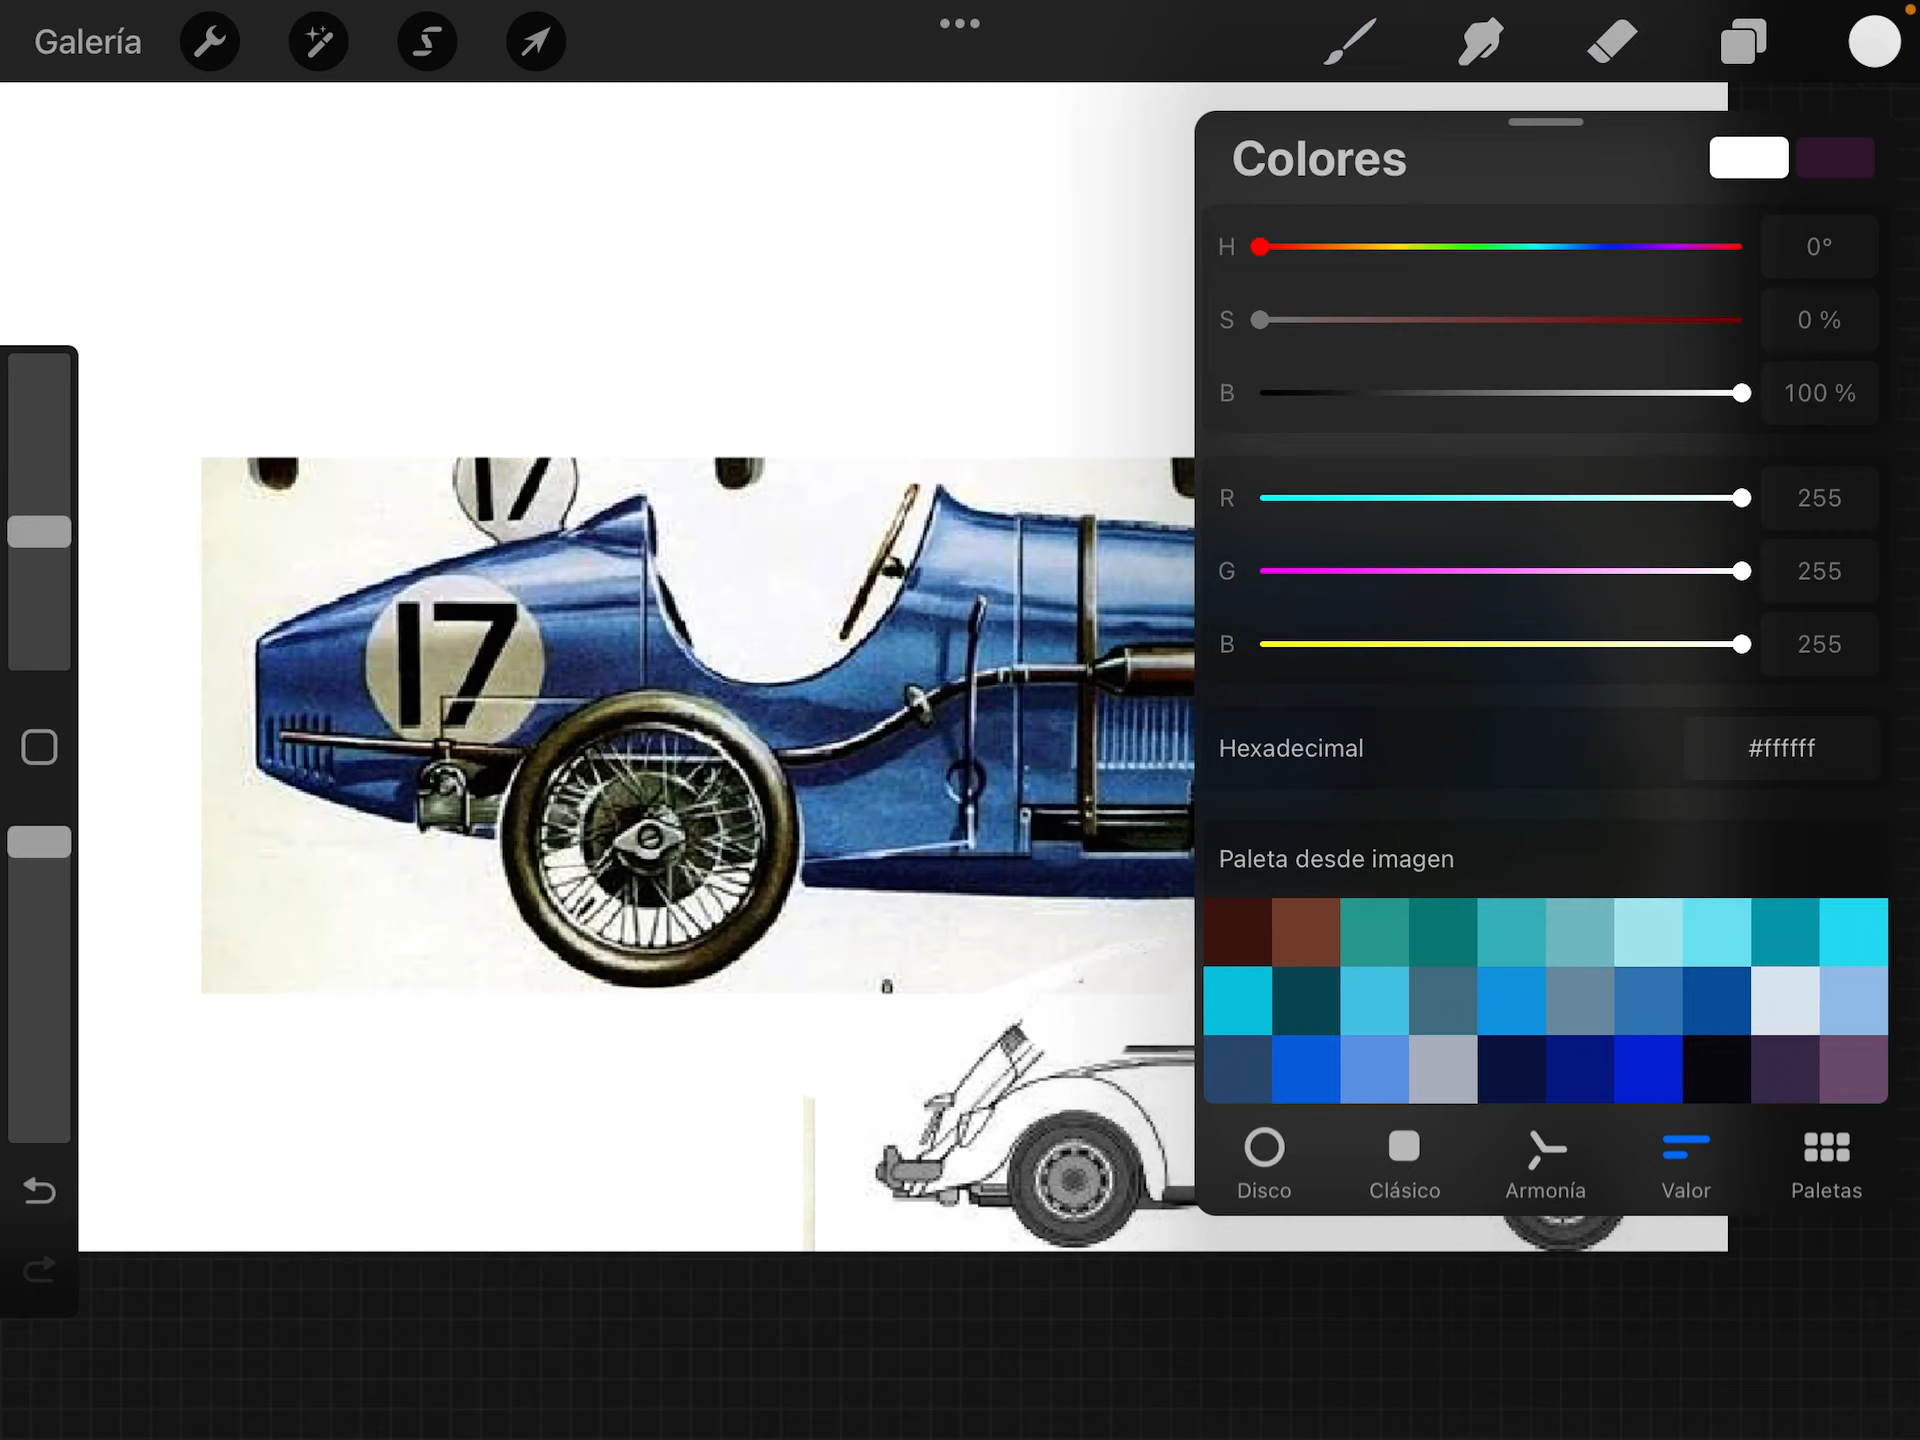 Galería
Colores
H 0°
S 0 %
B 100 %
R 255
G 255
B 255
Hexadecimal #ffffff
Paleta desde imagen
Disco Clásico Armonía Valor Paletas
17
17